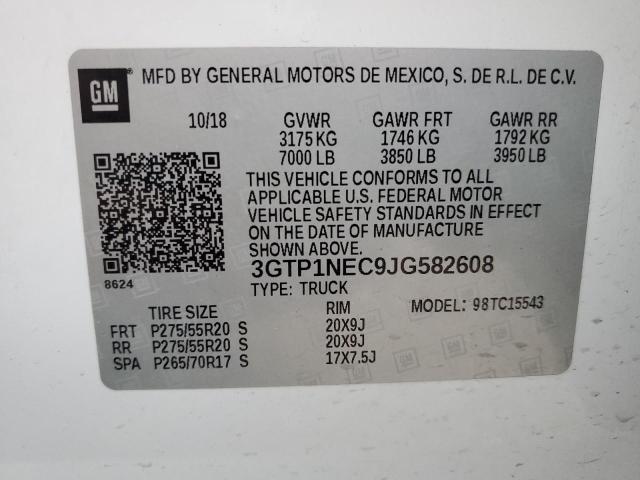 GM
MFD BY GENERAL MOTORS DE MEXICO, S. DE R.L. DE C.V.
10/18 GVWR GAWR FRT GAWR RR
3175 KG 1746 KG 1792 KG
7000 LB 3850 LB 3950 LB
THIS VEHICLE CONFORMS TO ALL
APPLICABLE U.S. FEDERAL MOTOR
VEHICLE SAFETY STANDARDS IN EFFECT
ON THE DATE OF MANUFACTURE
SHOWN ABOVE.
8624
3GTP1NEC9JG582608
TYPE: TRUCK MODEL: 98TC15543
TIRE SIZE RIM
FRT P275/55R20 S 20X9J
RR P275/55R20 S 20X9J
SPA P265/70R17 S 17X7.5J